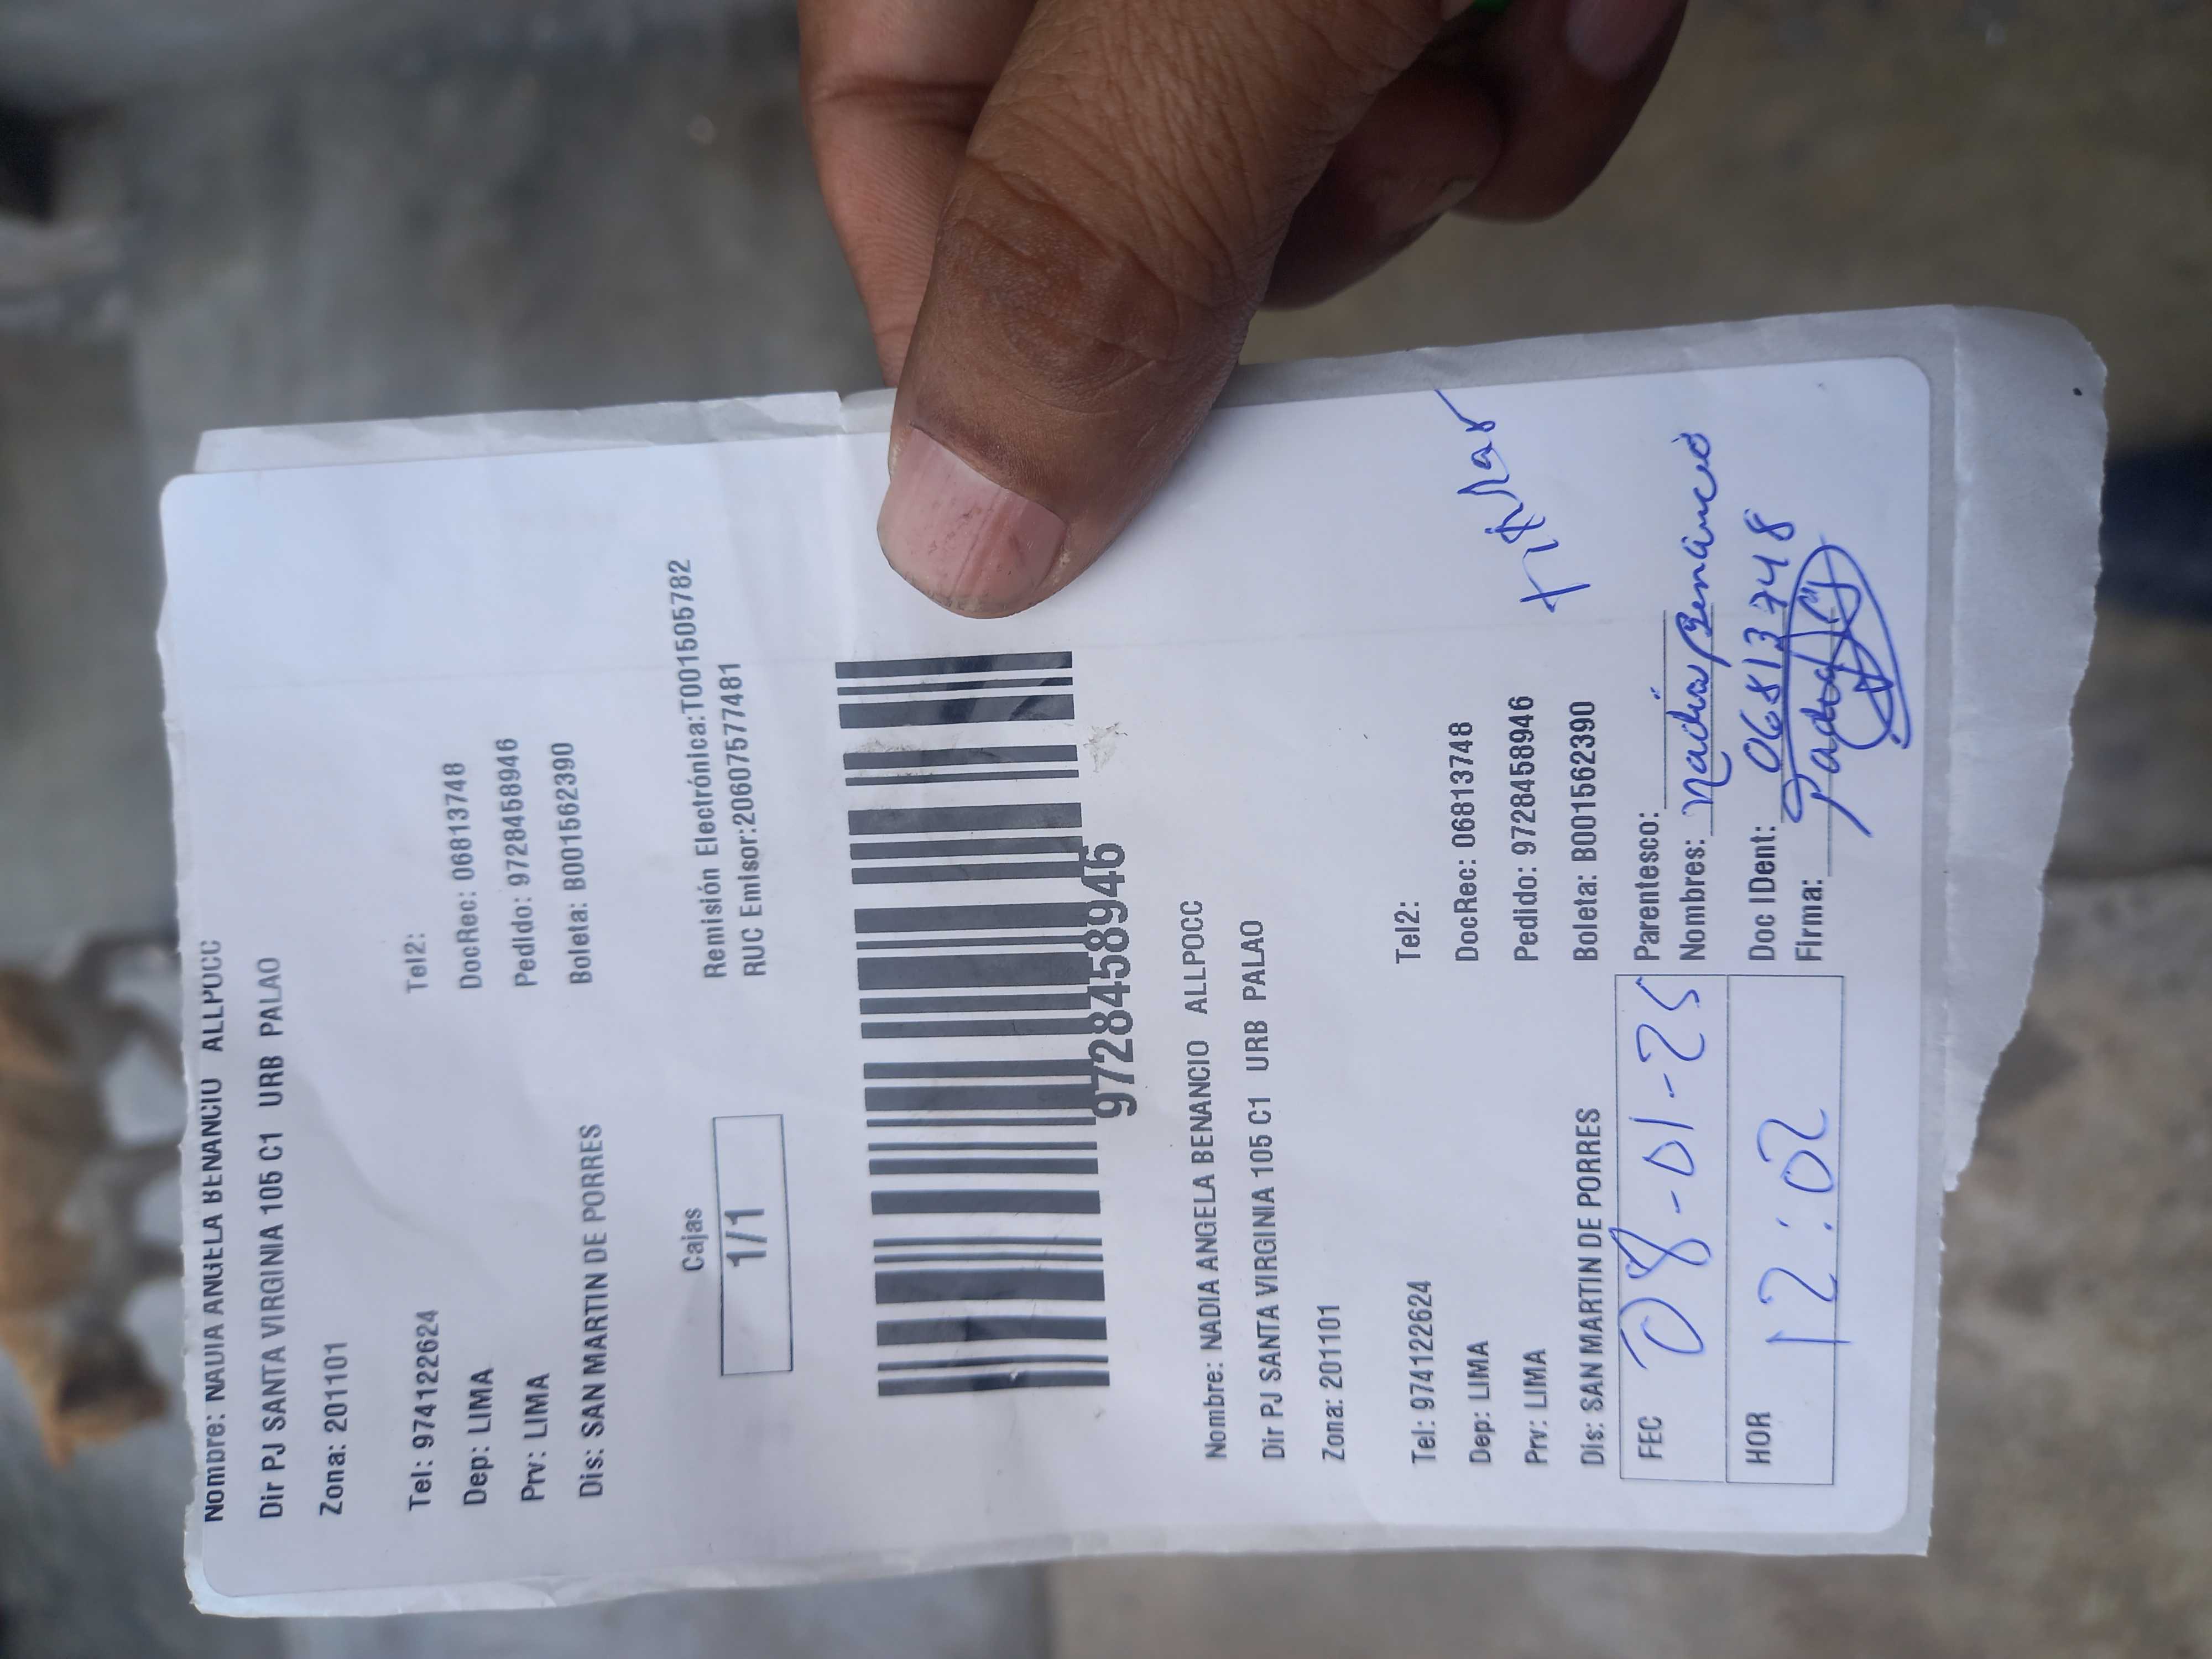 Nombre: NADIA ANGELA BENANCIO ALLPOCC
Dir PJ SANTA VIRGINIA 105 C1 URB PALAO
Zona: 201101
Tel: 974122624 Tel2:
Dep: LIMA DocRec: 06813748
Prv: LIMA Pedido: 9728458946
Dis: SAN MARTIN DE PORRES Boleta: B001562390
Cajas Remisión Electrónica:T001505782
1/1 RUC Emisor:20607577481
9728458946
Nombre: NADIA ANGELA BENANCIO ALLPOCC
Dir PJ SANTA VIRGINIA 105 C1 URB PALAO
Zona: 201101
Tel: 974122624 Tel2:
Dep: LIMA DocRec: 06813748
Prv: LIMA Pedido: 9728458946
Titular
Dis: SAN MARTIN DE PORRES Boleta: B001562390
FEC 08-01-25 Parentesco:
Nombres: Nadia Benancio
HOR 12:02 Doc IDent: 06813748
Firma: